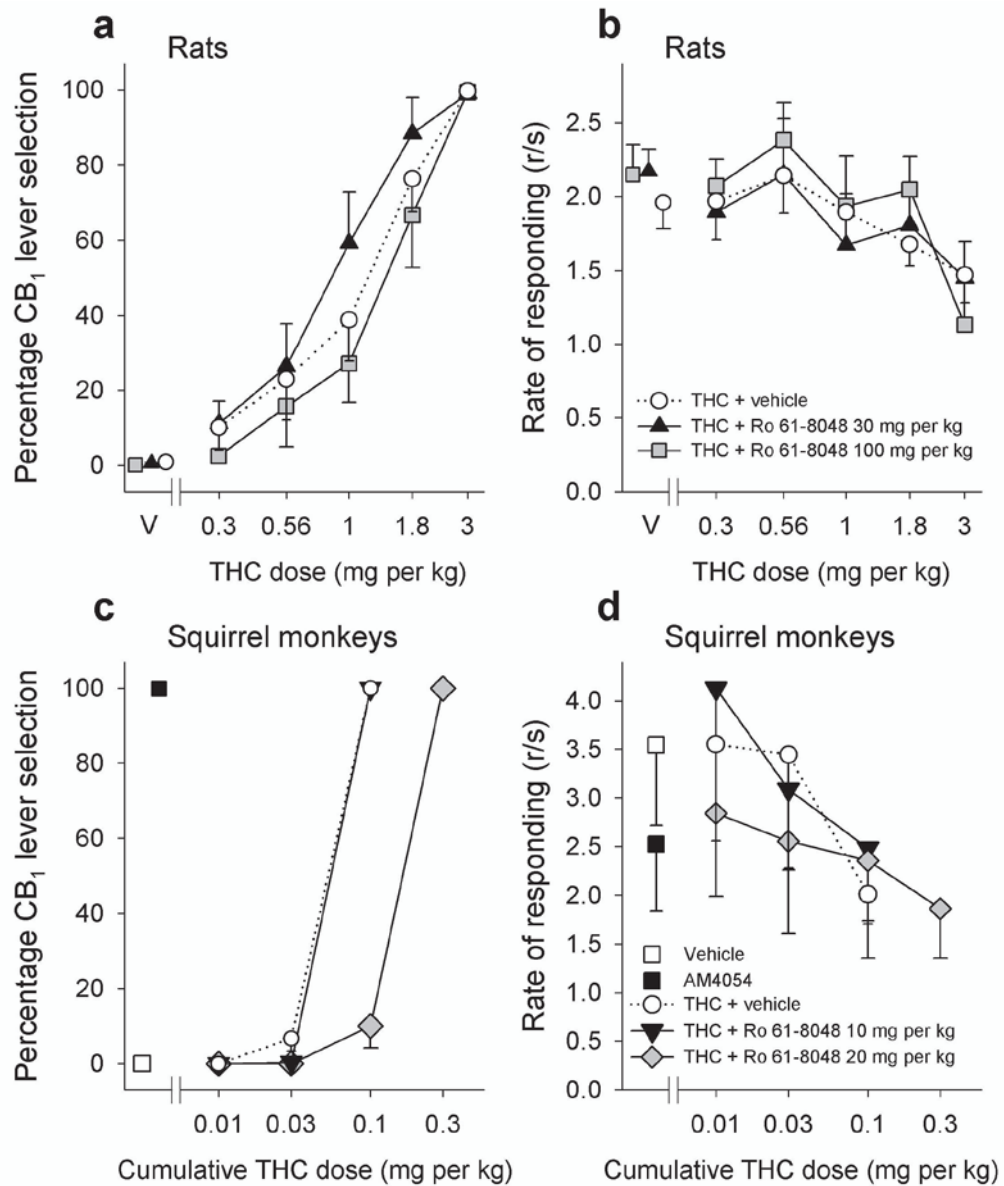 a
Rats
Percentage CB1 lever selection
100
80
60
40
20
0
V
0.3
0.56
1
1.8
3
THC dose (mg per kg)
b
Rats
Rate of responding (r/s)
2.5
2.0
1.5
1.0
0.5
0.0
THC + vehicle
THC + Ro 61-8048 30 mg per kg
THC + Ro 61-8048 100 mg per kg
V
0.3
0.56
1
1.8
3
THC dose (mg per kg)
c
Squirrel monkeys
Percentage CB1 lever selection
100
80
60
40
20
0
0.01
0.03
0.1
0.3
Cumulative THC dose (mg per kg)
d
Squirrel monkeys
Rate of responding (r/s)
4.0
3.5
3.0
2.5
2.0
1.5
1.0
0.5
0.0
Vehicle
AM4054
THC + vehicle
THC + Ro 61-8048 10 mg per kg
THC + Ro 61-8048 20 mg per kg
0.01
0.03
0.1
0.3
Cumulative THC dose (mg per kg)